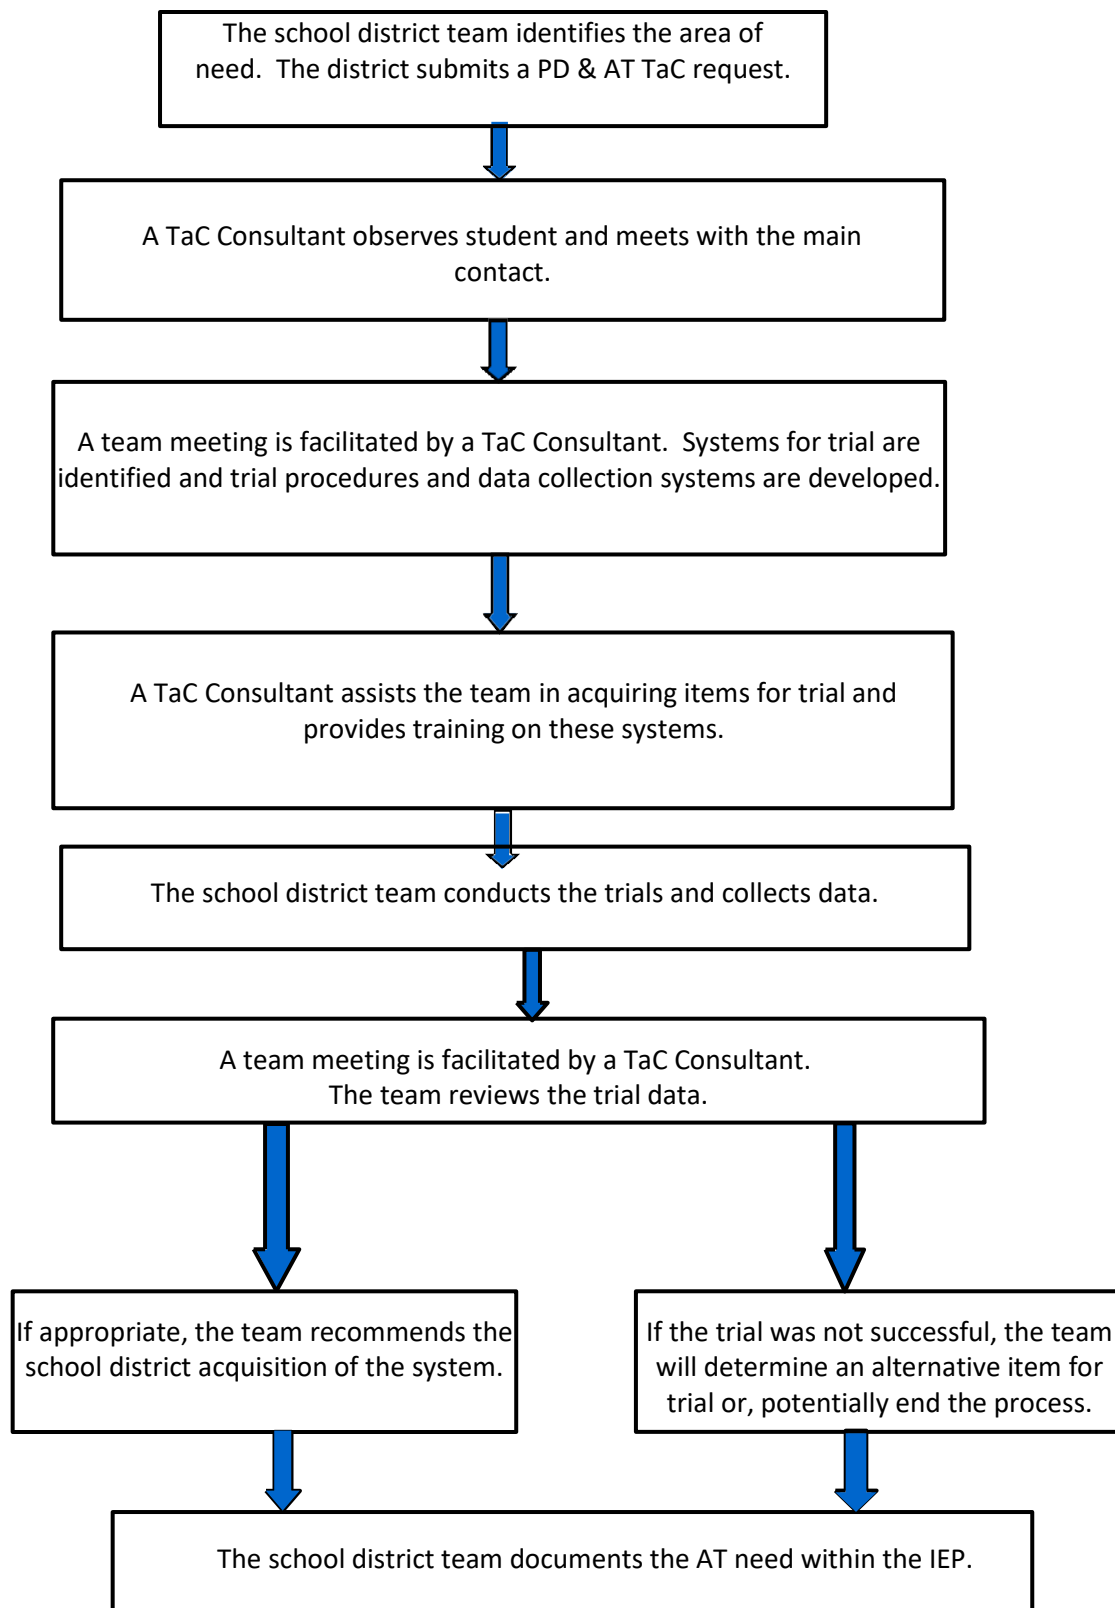 The school district team identifies the area of
need.  The district submits a PD & AT TaC request.
A TaC Consultant observes student and meets with the main
contact.
A team meeting is facilitated by a TaC Consultant.  Systems for trial are
identified and trial procedures and data collection systems are developed.
A TaC Consultant assists the team in acquiring items for trial and
provides training on these systems.
The school district team conducts the trials and collects data.
A team meeting is facilitated by a TaC Consultant.
The team reviews the trial data.
If appropriate, the team recommends the
school district acquisition of the system.
If the trial was not successful, the team
will determine an alternative item for
trial or, potentially end the process.
The school district team documents the AT need within the IEP.